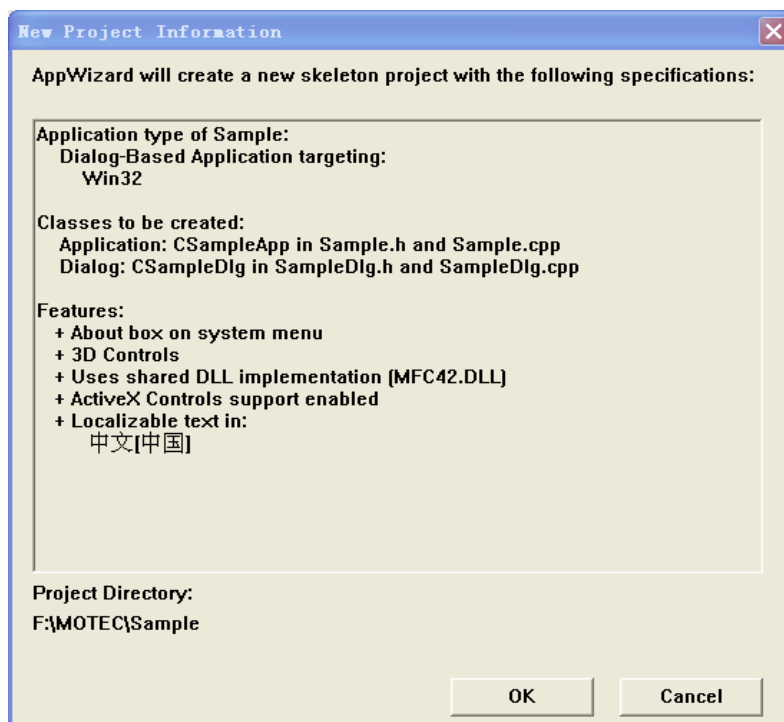 New Project Information
AppWizard will create a new skeleton project with the following specifications:
Application type of Sample:
Dialog-Based Application targeting:
Win32
Classes to be created:
Application: CSampleApp in Sample.h and Sample.cpp
Dialog: CSampleDlg in SampleDlg.h and SampleDlg.cpp
Features:
+ About box on system menu
+ 3D Controls
+ Uses shared DLL implementation (MFC42.DLL)
+ ActiveX Controls support enabled
+ Localizable text in:
中文[中国]
Project Directory:
F:\MOTEC\Sample
OK
Cancel